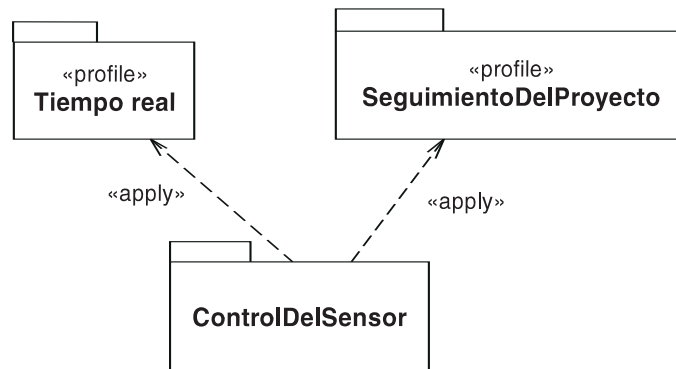 «profile»
Tiempo real
«profile»
SeguimientoDelProyecto
«apply»
«apply»
ControlDelSensor